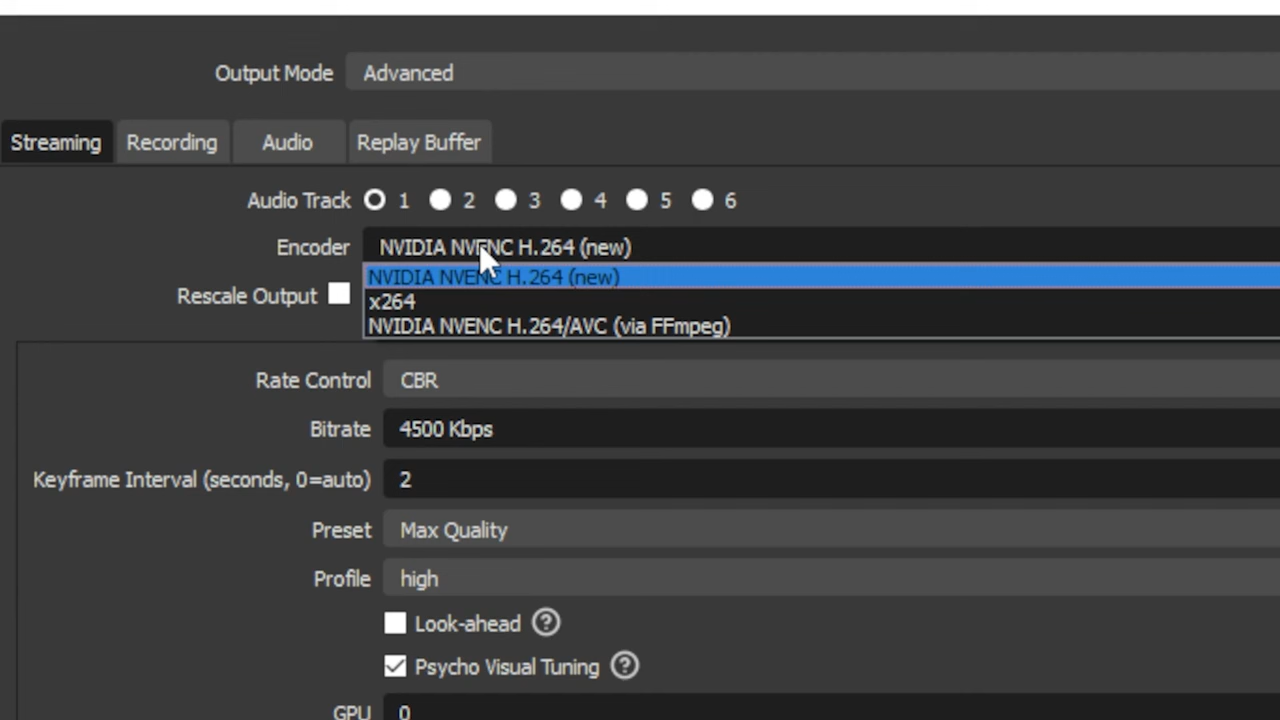 Output Mode Advanced
Streaming Recording Audio Replay Buffer
Audio Track 1 2 3 4 5 6
Encoder NVIDIA NVENC H.264 (new)
NVIDIA NVENC H.264 (new)
Rescale Output x264
NVIDIA NVENC H.264/AVC (via FFmpeg)
Rate Control CBR
Bitrate 4500 Kbps
Keyframe Interval (seconds, 0=auto) 2
Preset Max Quality
Profile high
Look-ahead ?
Psycho Visual Tuning ?
GPU 0